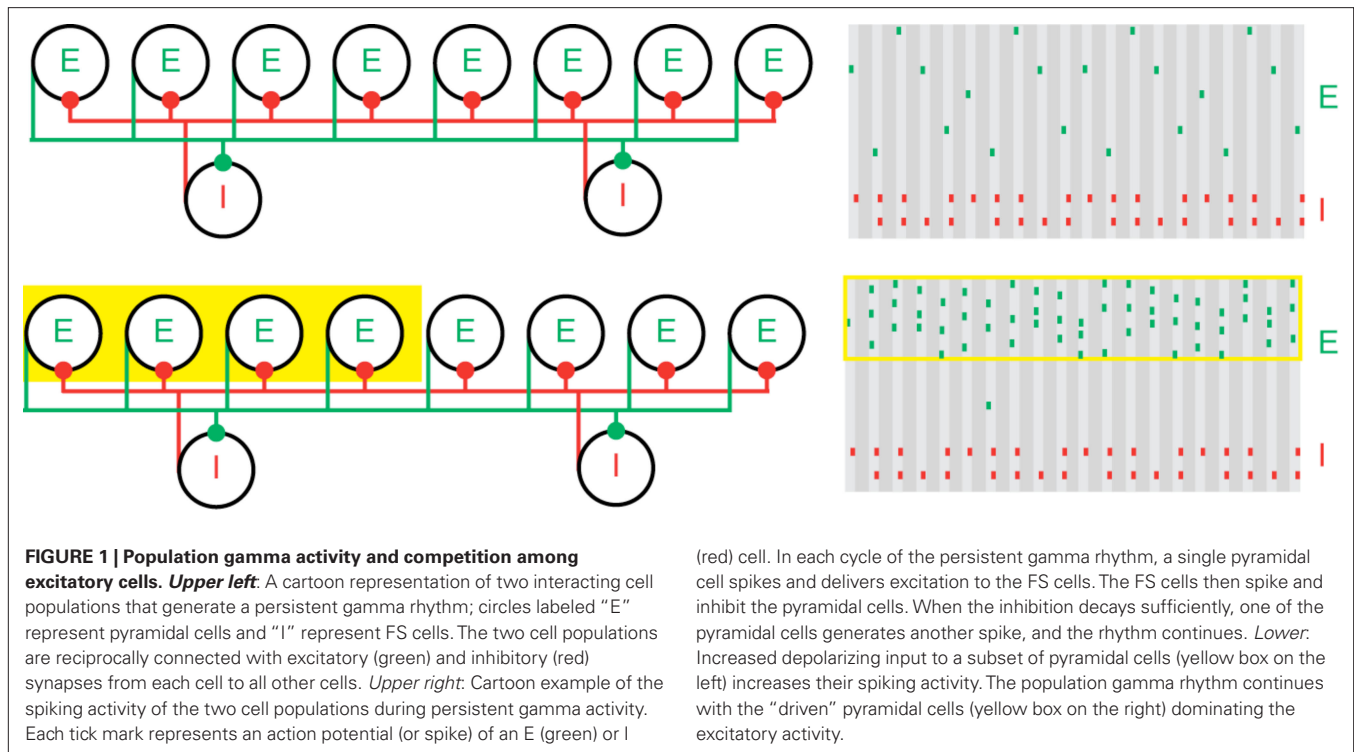 E E E E E E E E
E
I I
I
E E E E E E E E
E
I I
I
FIGURE 1 | Population gamma activity and competition among
excitatory cells. Upper left: A cartoon representation of two interacting cell
populations that generate a persistent gamma rhythm; circles labeled “E”
represent pyramidal cells and “I” represent FS cells. The two cell populations
are reciprocally connected with excitatory (green) and inhibitory (red)
synapses from each cell to all other cells. Upper right: Cartoon example of the
spiking activity of the two cell populations during persistent gamma activity.
Each tick mark represents an action potential (or spike) of an E (green) or I
(red) cell. In each cycle of the persistent gamma rhythm, a single pyramidal
cell spikes and delivers excitation to the FS cells. The FS cells then spike and
inhibit the pyramidal cells. When the inhibition decays sufficiently, one of the
pyramidal cells generates another spike, and the rhythm continues. Lower:
Increased depolarizing input to a subset of pyramidal cells (yellow box on the
left) increases their spiking activity. The population gamma rhythm continues
with the “driven” pyramidal cells (yellow box on the right) dominating the
excitatory activity.